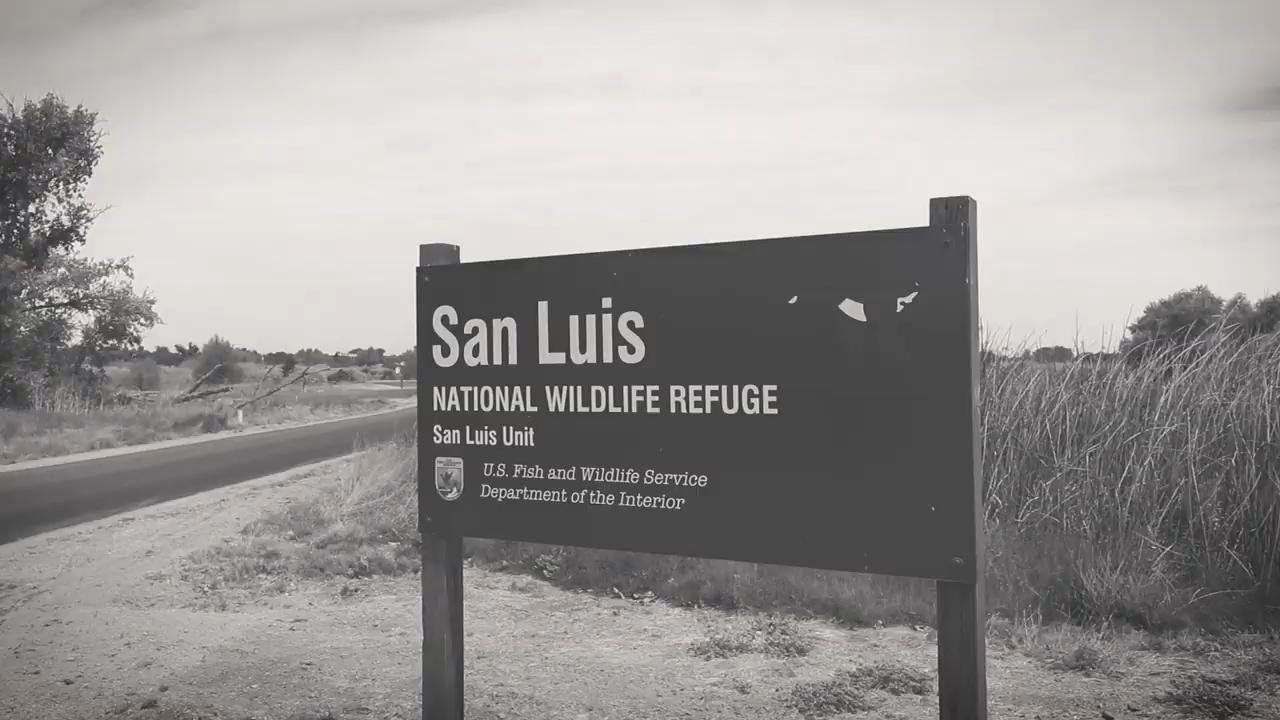 San Luis
NATIONAL WILDLIFE REFUGE
San Luis Unit
U.S. Fish and Wildlife Service
Department of the Interior